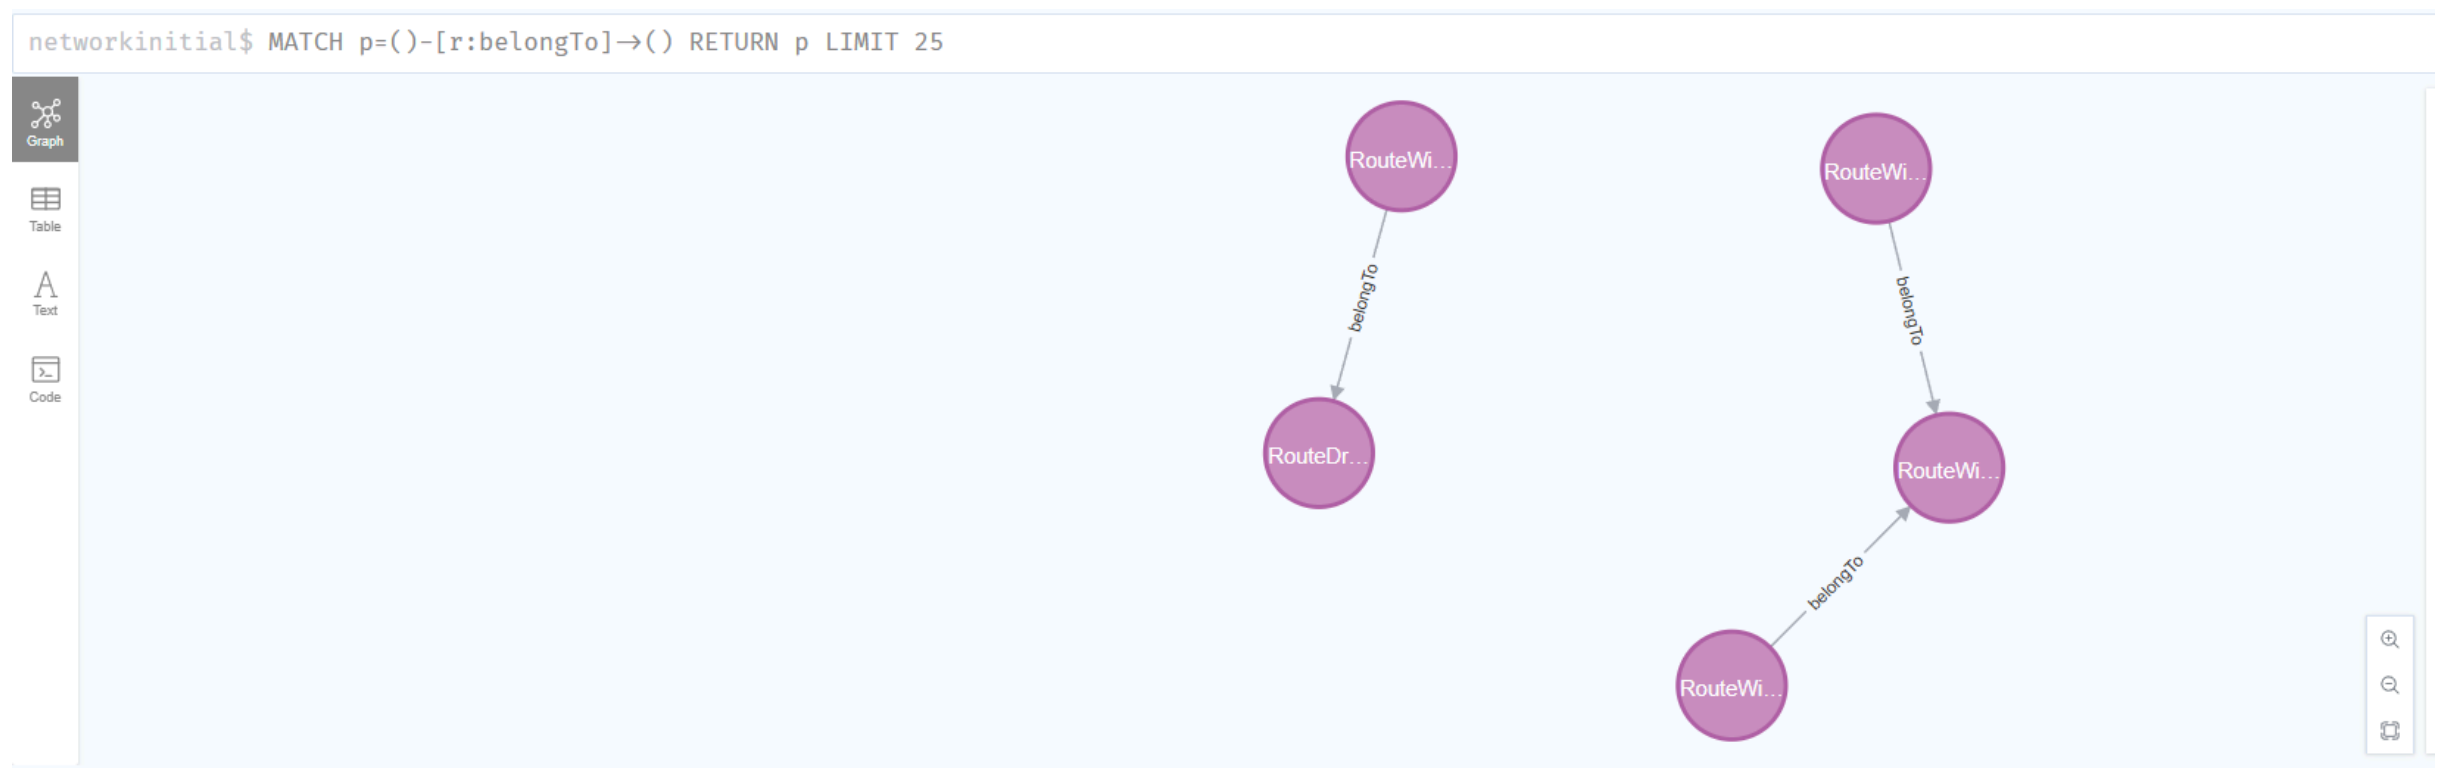 networkinitial$ MATCH p=()-[r:belongTo]→() RETURN p LIMIT 25
Graph
Table
Text
Code
RouteWi...
RouteWi...
belongTo
belongTo
RouteDr...
RouteWi...
belongTo
RouteWi...